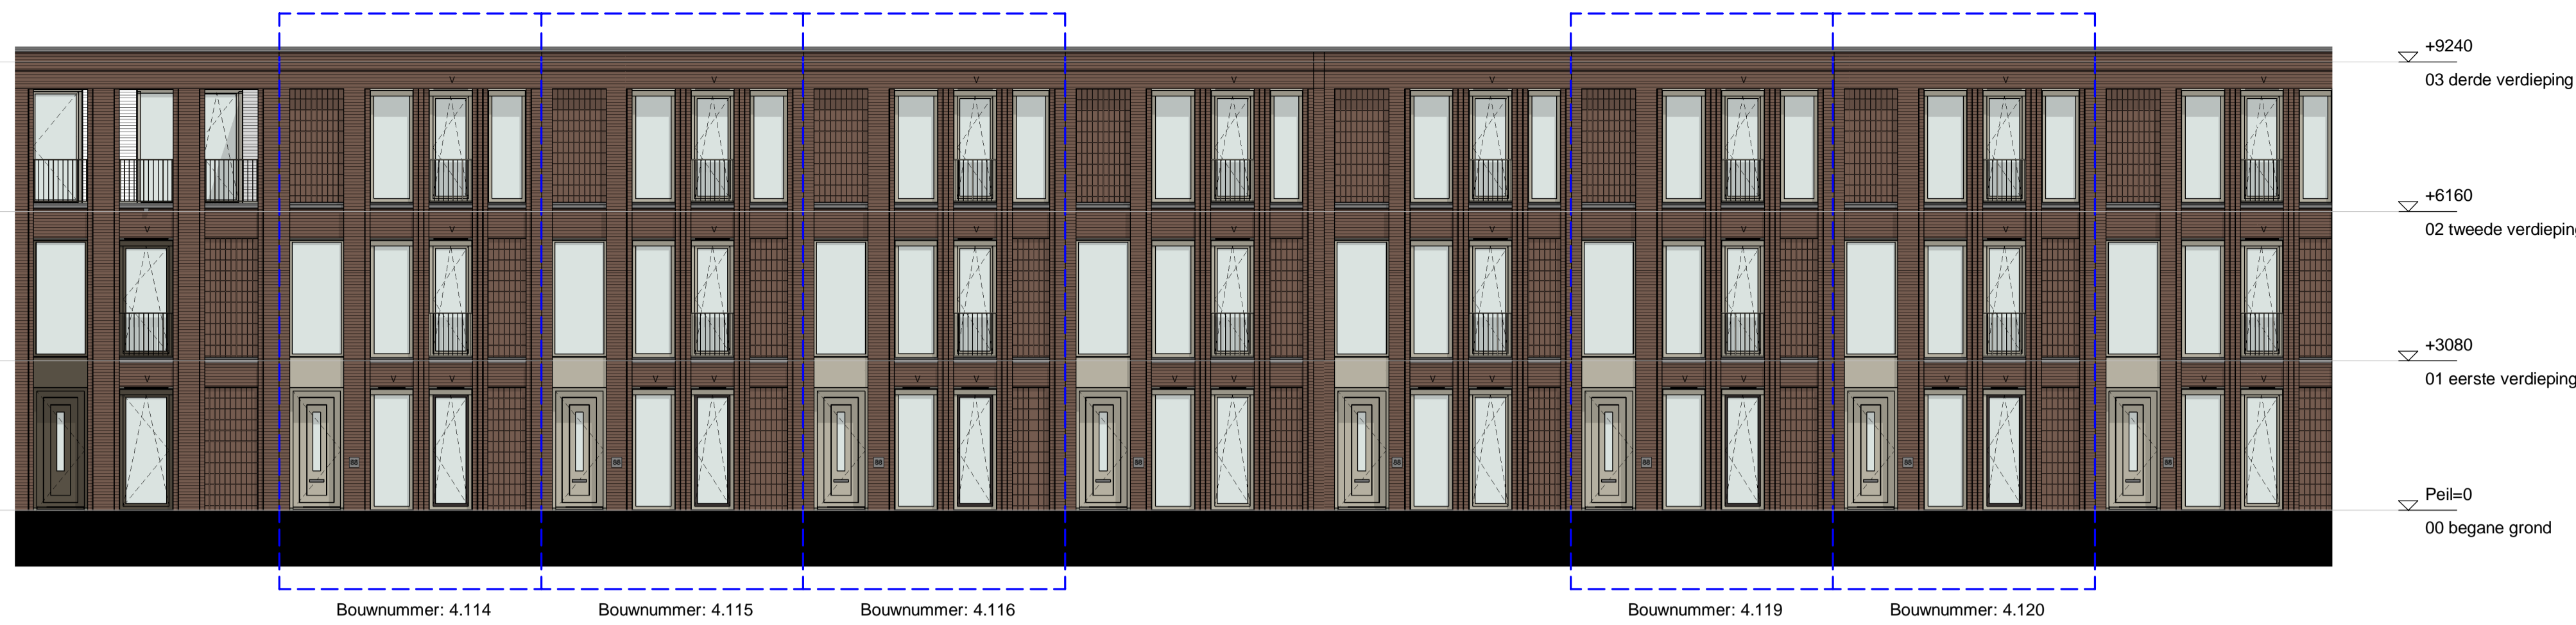 +9240
03 derde verdieping
+6160
02 tweede verdieping
+3080
01 eerste verdieping
Peil=0
00 begane grond
Bouwnummer: 4.114
Bouwnummer: 4.115
Bouwnummer: 4.116
Bouwnummer: 4.119
Bouwnummer: 4.120